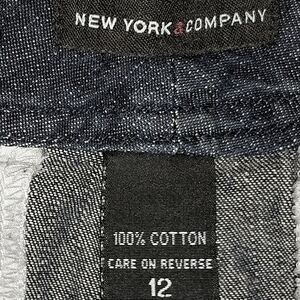 NEW YORK & COMPANY
100% COTTON
CARE ON REVERSE
12